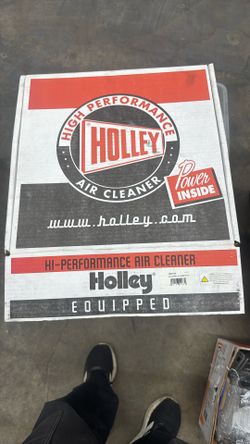 HIGH PERFORMANCE
HOLLEY
AIR CLEANER
Power
INSIDE
www.holley.com
HI-PERFORMANCE AIR CLEANER
Holley
EQUIPPED